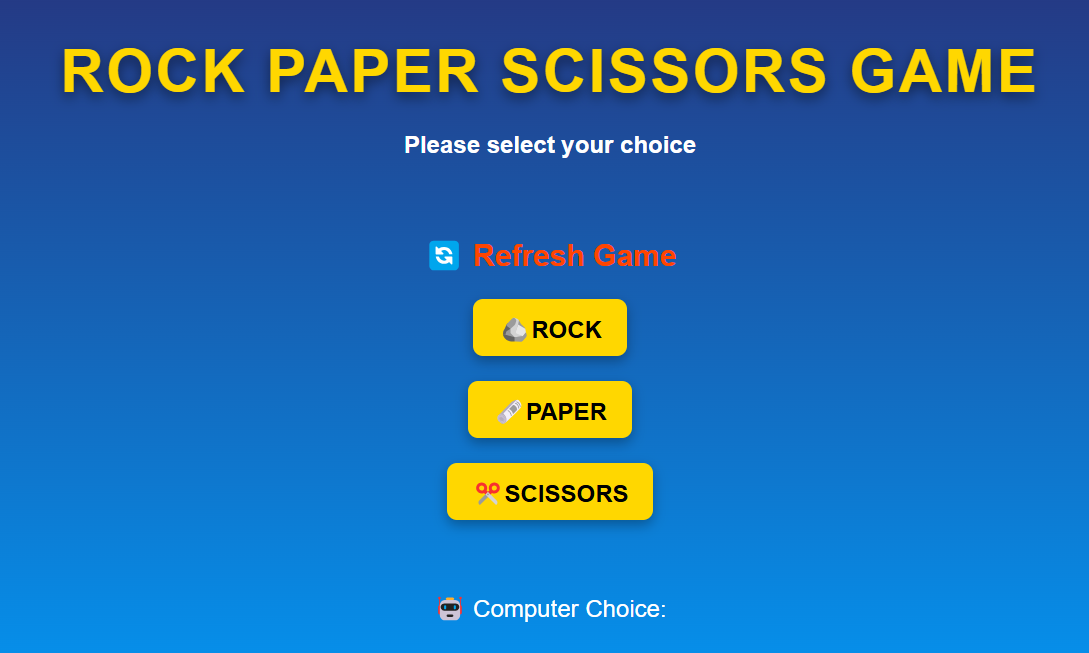 ROCK PAPER SCISSORS GAME
Please select your choice
Refresh Game
ROCK
PAPER
SCISSORS
Computer Choice: